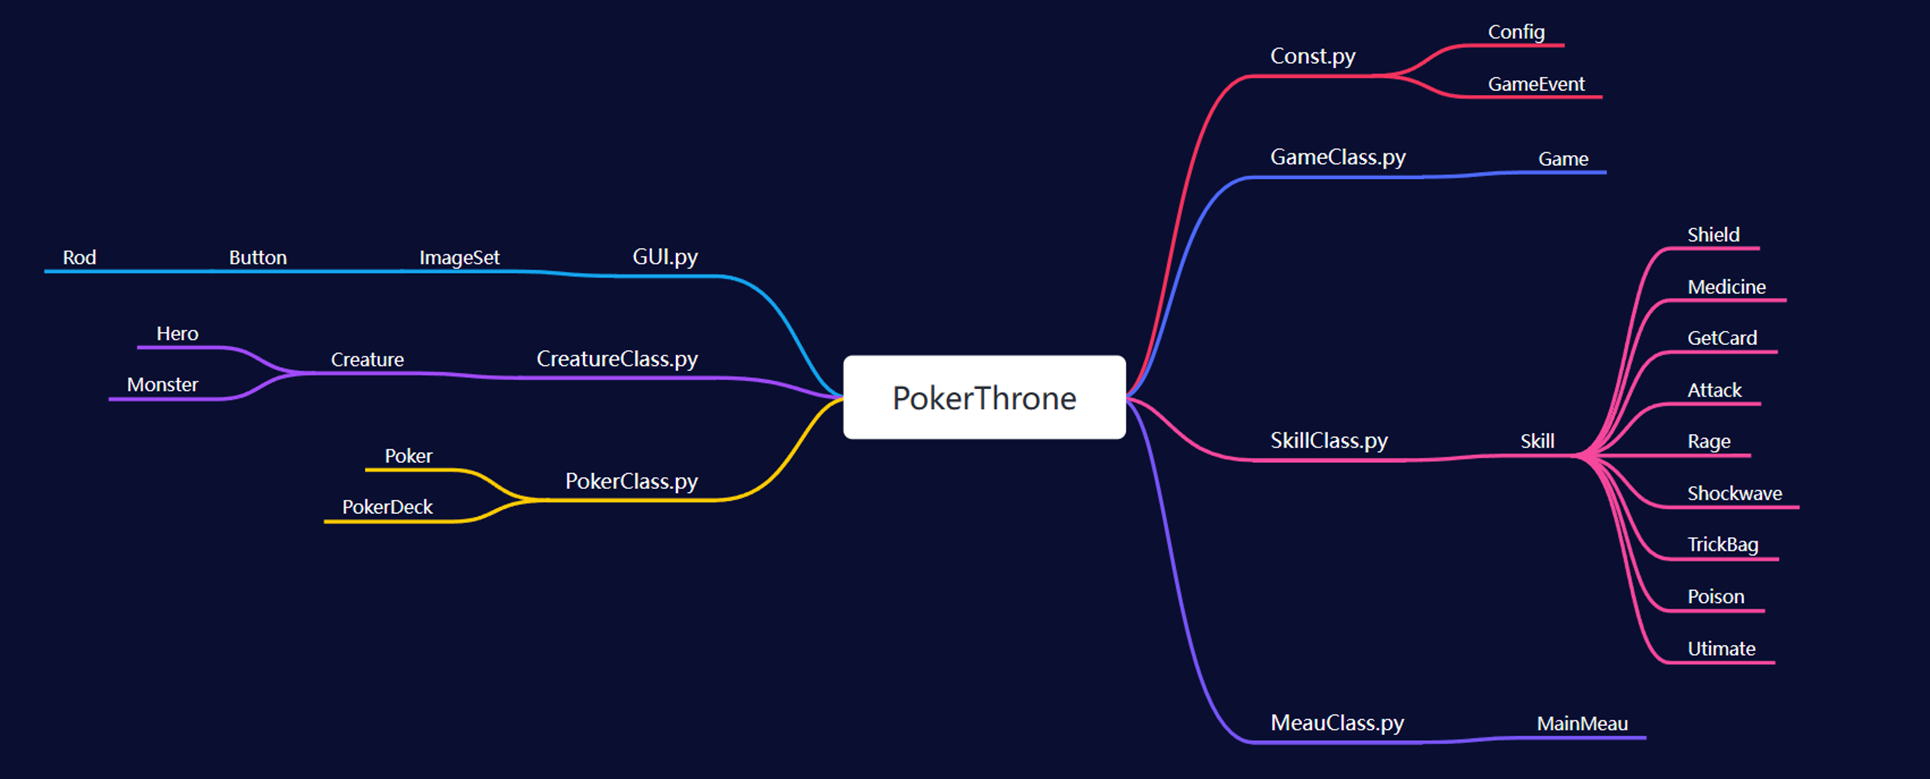 PokerThrone
Const.py
Config
GameEvent
GameClass.py
Game
SkillClass.py
Skill
Shield
Medicine
GetCard
Attack
Rage
Shockwave
TrickBag
Poison
Utimate
MeauClass.py
MainMeau
GUI.py
ImageSet
Button
Rod
CreatureClass.py
Creature
Hero
Monster
PokerClass.py
Poker
PokerDeck